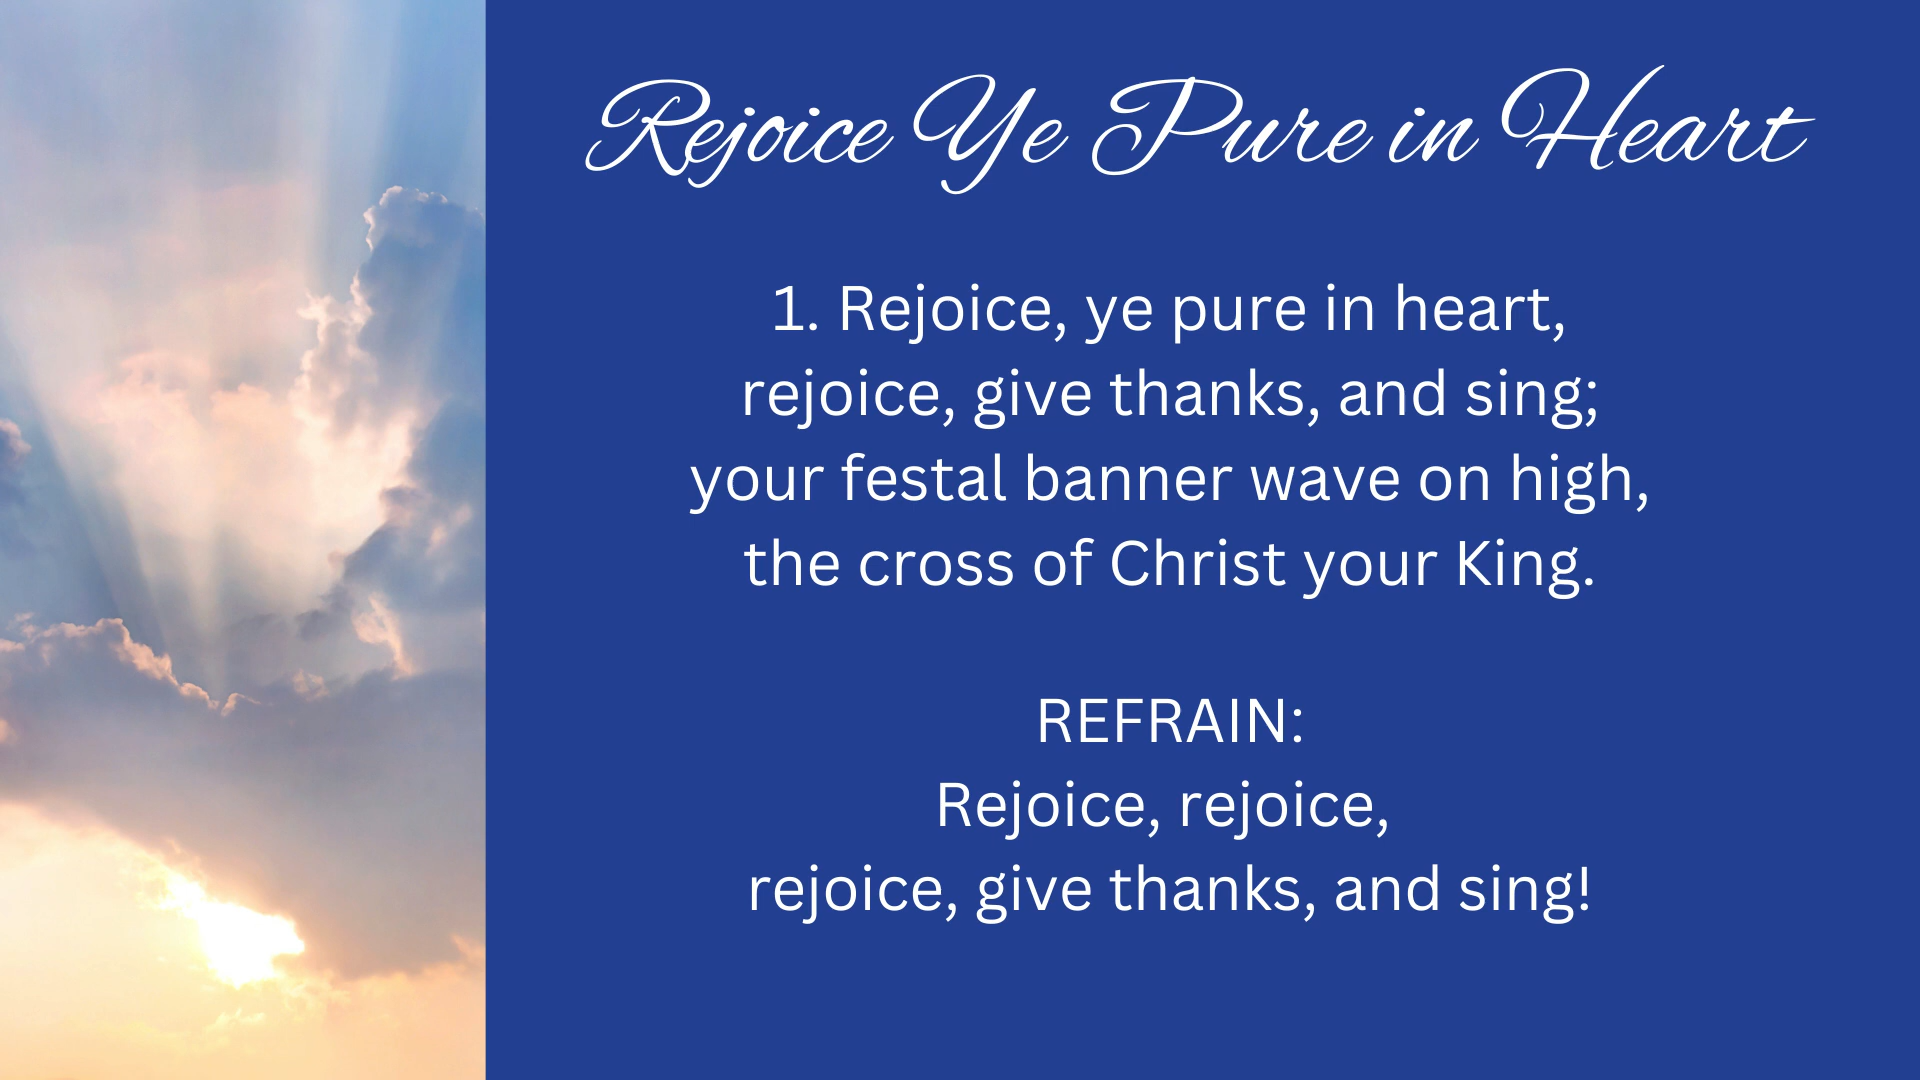 Rejoice Ye Pure in Heart
1. Rejoice, ye pure in heart,
rejoice, give thanks, and sing;
your festal banner wave on high,
the cross of Christ your King.
REFRAIN:
Rejoice, rejoice,
rejoice, give thanks, and sing!